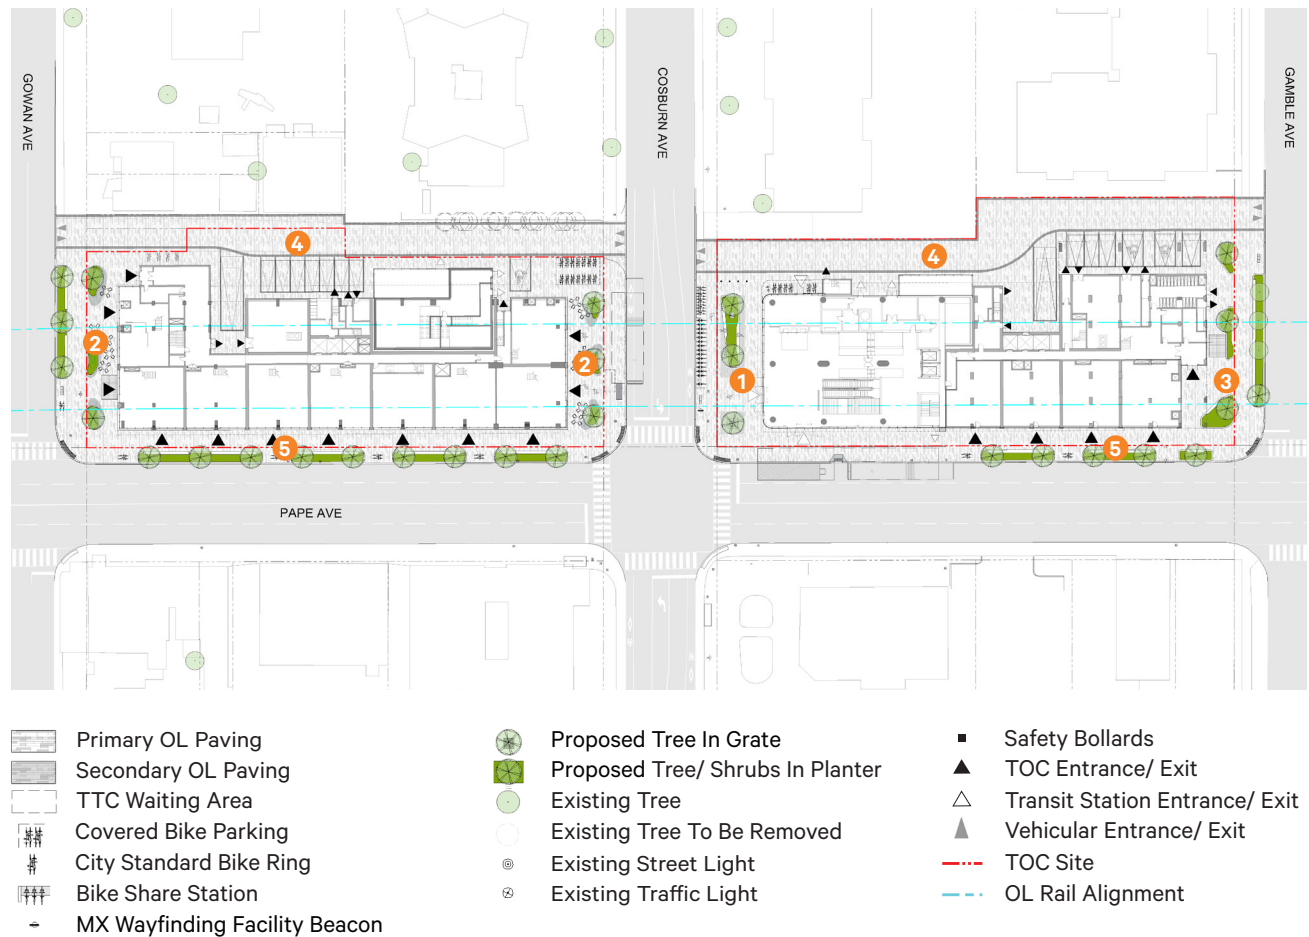 GOWAN AVE
COSBURN AVE
GAMBLE AVE
4
4
2
2
1
3
5
5
PAPE AVE
Primary OL Paving
Secondary OL Paving
TTC Waiting Area
Covered Bike Parking
City Standard Bike Ring
Bike Share Station
MX Wayfinding Facility Beacon
Proposed Tree In Grate
Proposed Tree/ Shrubs In Planter
Existing Tree
Existing Tree To Be Removed
Existing Street Light
Existing Traffic Light
Safety Bollards
TOC Entrance/ Exit
Transit Station Entrance/ Exit
Vehicular Entrance/ Exit
TOC Site
OL Rail Alignment